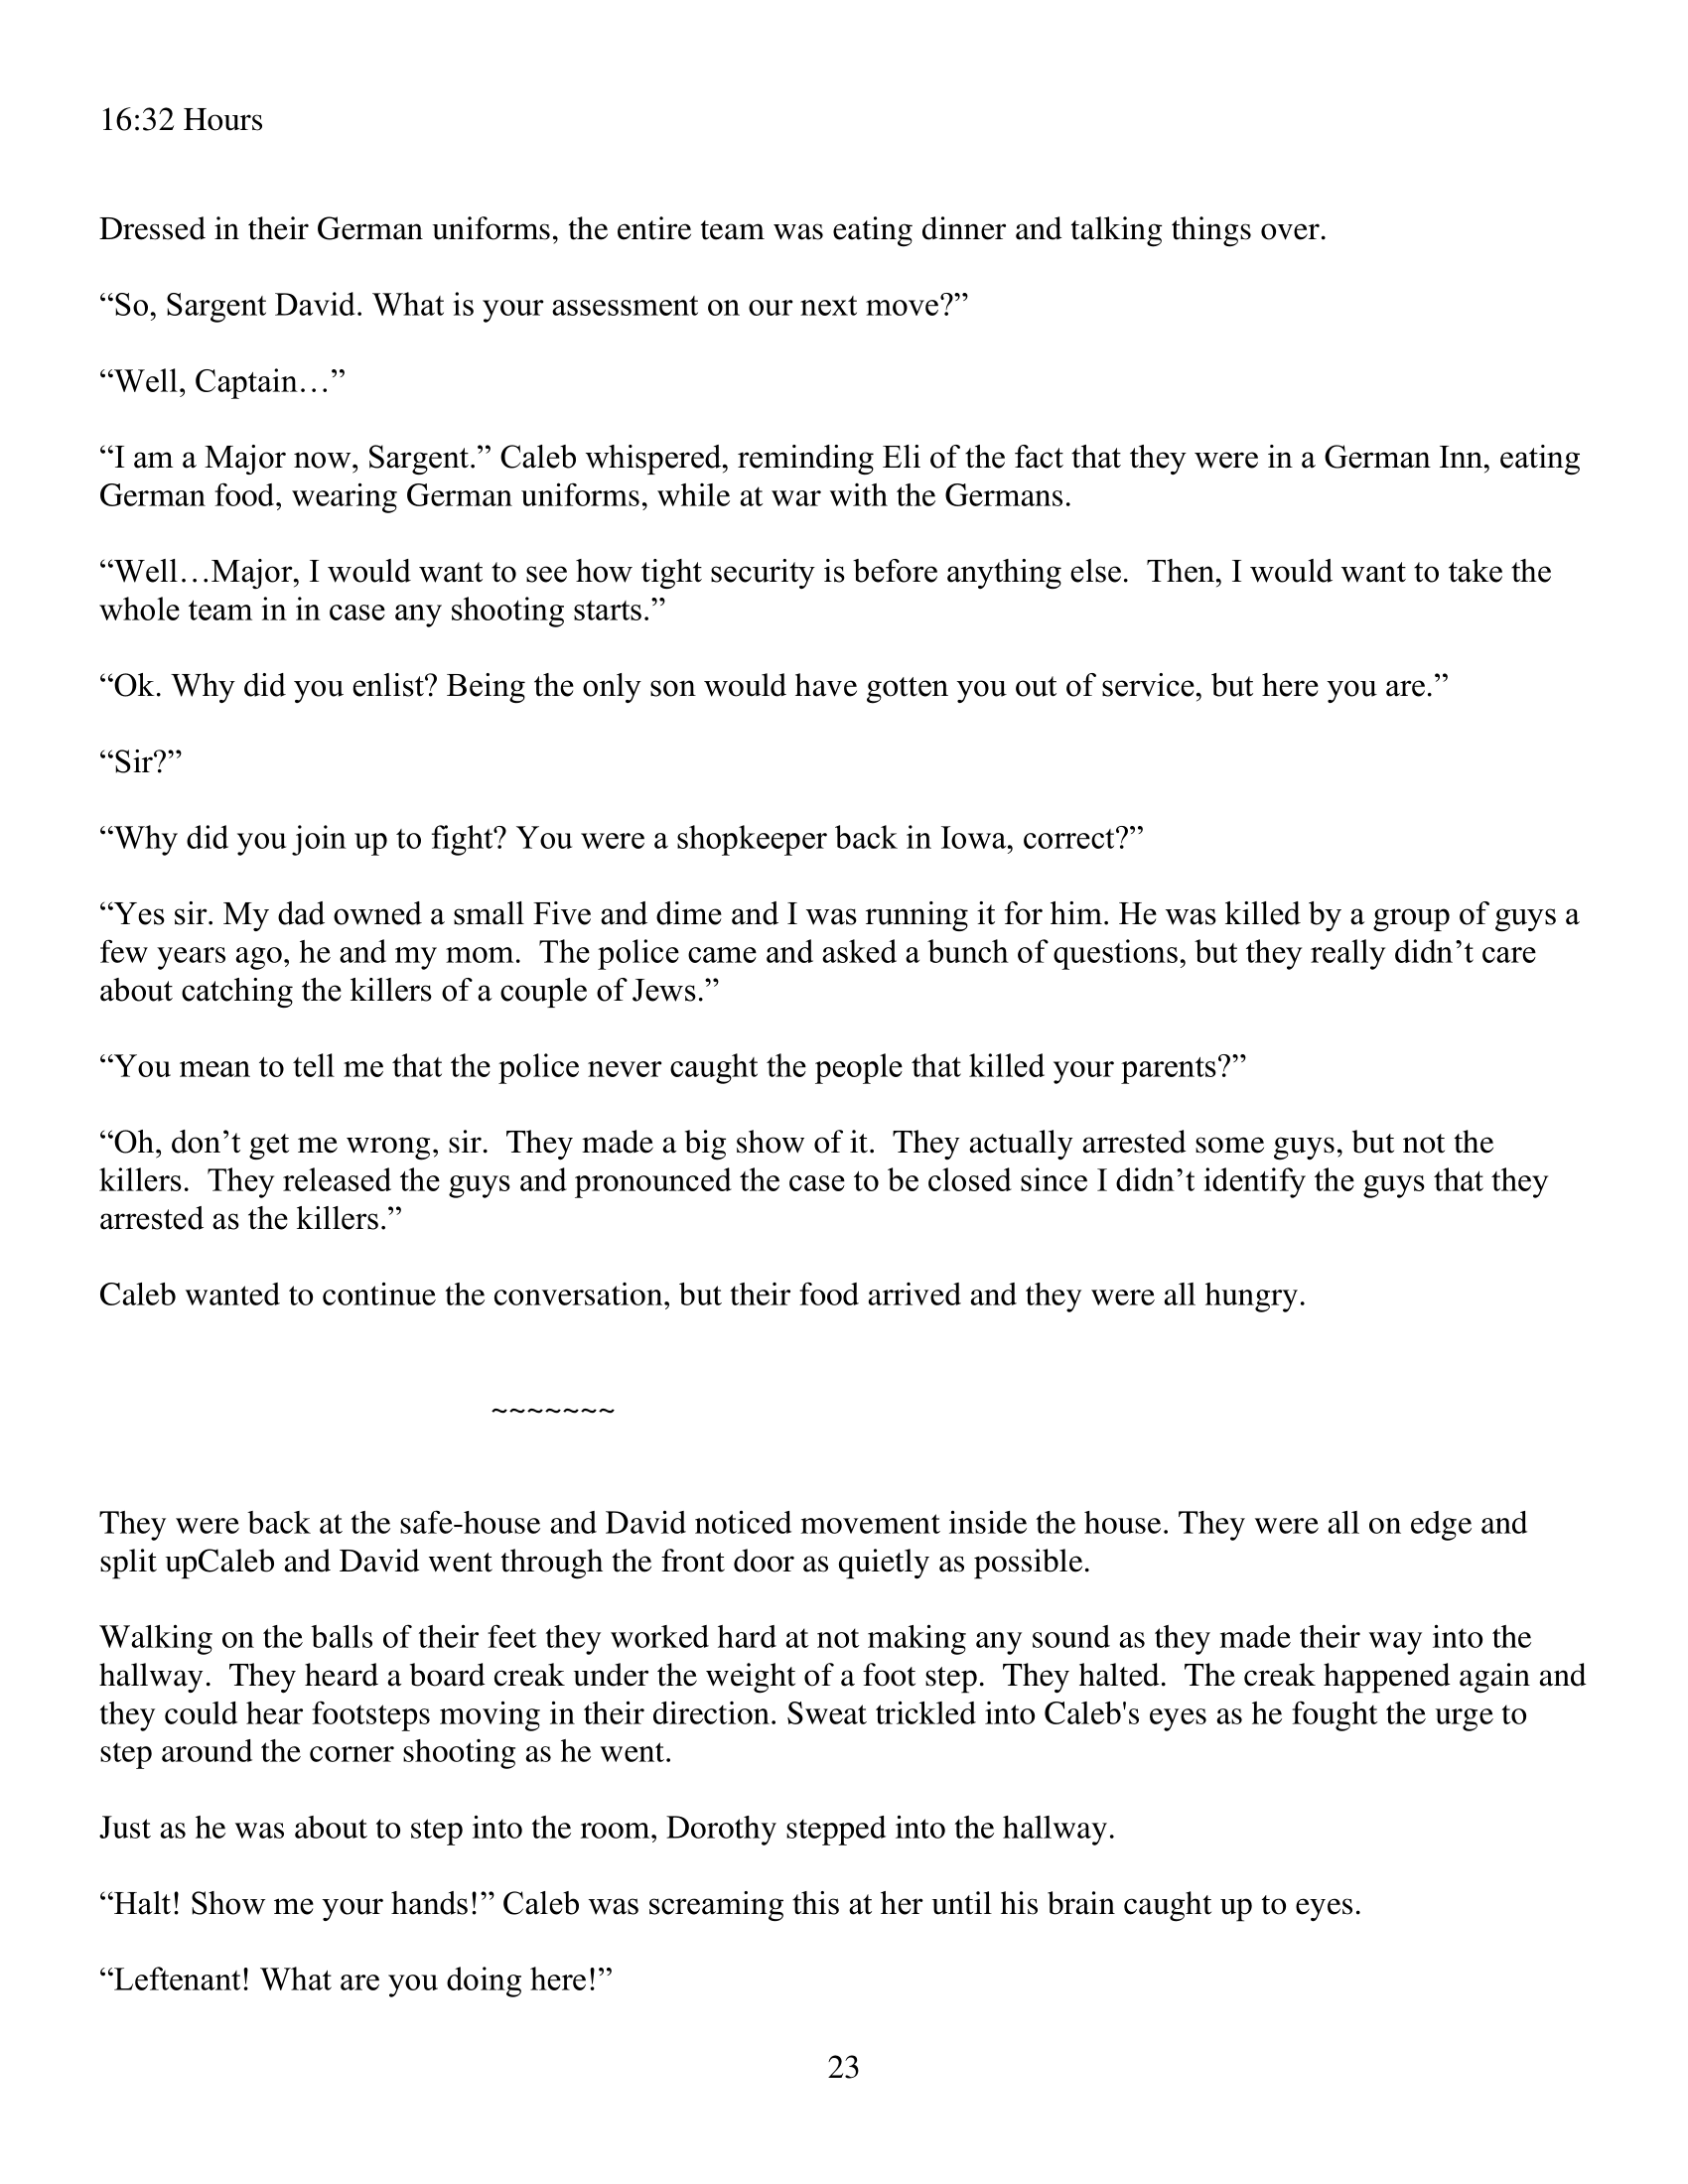 16:32 Hours
Dressed in their German uniforms, the entire team was eating dinner and talking things over.
“So, Sargent David. What is your assessment on our next move?”
“Well, Captain…”
“I am a Major now, Sargent.” Caleb whispered, reminding Eli of the fact that they were in a German Inn, eating
German food, wearing German uniforms, while at war with the Germans.
“Well…Major, I would want to see how tight security is before anything else.  Then, I would want to take the
whole team in in case any shooting starts.”
“Ok. Why did you enlist? Being the only son would have gotten you out of service, but here you are.”
“Sir?”
“Why did you join up to fight? You were a shopkeeper back in Iowa, correct?”
“Yes sir. My dad owned a small Five and dime and I was running it for him. He was killed by a group of guys a
few years ago, he and my mom.  The police came and asked a bunch of questions, but they really didn’t care
about catching the killers of a couple of Jews.”
“You mean to tell me that the police never caught the people that killed your parents?”
“Oh, don’t get me wrong, sir.  They made a big show of it.  They actually arrested some guys, but not the
killers.  They released the guys and pronounced the case to be closed since I didn’t identify the guys that they
arrested as the killers.”
Caleb wanted to continue the conversation, but their food arrived and they were all hungry.
~~~~~~~
They were back at the safe-house and David noticed movement inside the house. They were all on edge and
split upCaleb and David went through the front door as quietly as possible.
Walking on the balls of their feet they worked hard at not making any sound as they made their way into the
hallway.  They heard a board creak under the weight of a foot step.  They halted.  The creak happened again and
they could hear footsteps moving in their direction. Sweat trickled into Caleb's eyes as he fought the urge to
step around the corner shooting as he went.
Just as he was about to step into the room, Dorothy stepped into the hallway.
“Halt! Show me your hands!” Caleb was screaming this at her until his brain caught up to eyes.
“Leftenant! What are you doing here!”
23